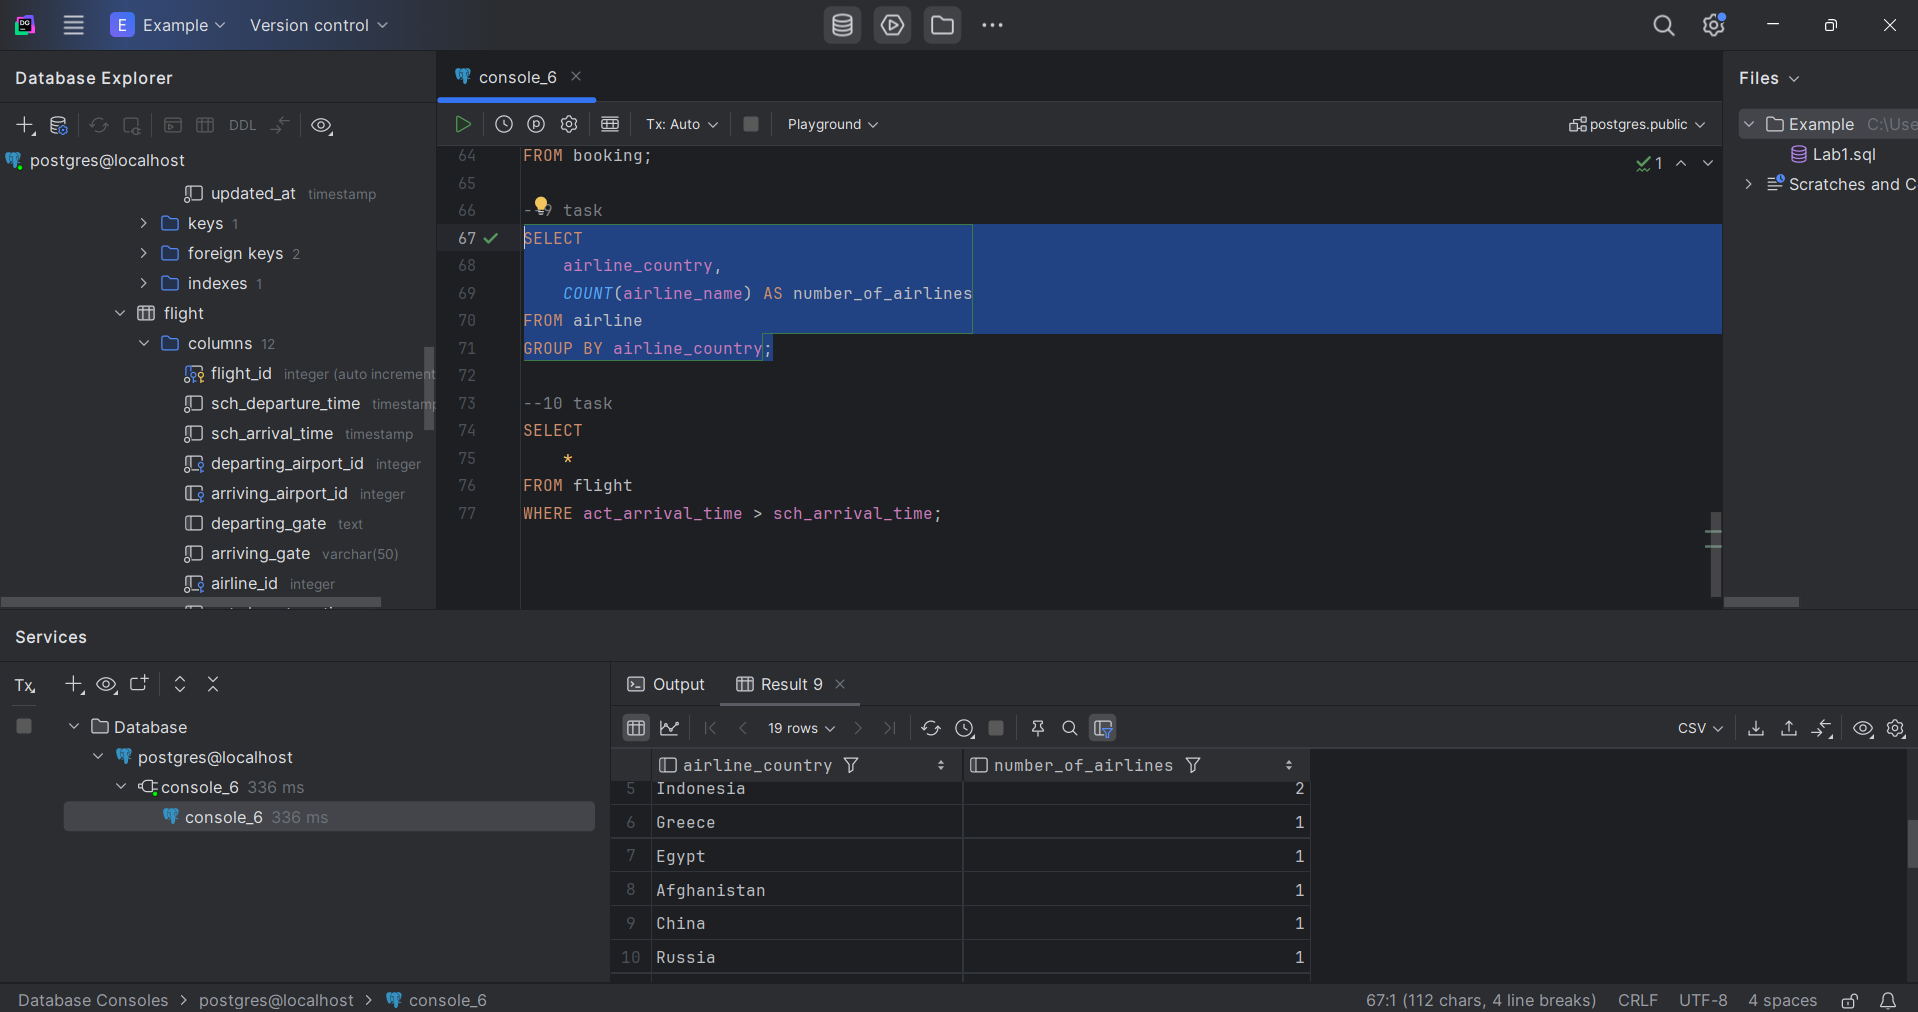 E Example Version control
Database Explorer
console_6
Files
DDL
Tx: Auto
Playground
postgres.public
Example C:\Use
Lab1.sql
Scratches and C
postgres@localhost
updated_at timestamp
keys 1
foreign keys 2
indexes 1
flight
columns 12
flight_id integer (auto increment
sch_departure_time timestamp
sch_arrival_time timestamp
departing_airport_id integer
arriving_airport_id integer
departing_gate text
arriving_gate varchar(50)
airline_id integer
1
64 FROM booking;
65
66 --9 task
67 SELECT
68 airline_country,
69 COUNT(airline_name) AS number_of_airlines
70 FROM airline
71 GROUP BY airline_country;
72
73 --10 task
74 SELECT
75 *
76 FROM flight
77 WHERE act_arrival_time > sch_arrival_time;
Services
Tx
Database
postgres@localhost
console_6 336 ms
console_6 336 ms
Output
Result 9
19 rows
CSV
airline_country number_of_airlines
5 Indonesia 2
6 Greece 1
7 Egypt 1
8 Afghanistan 1
9 China 1
10 Russia 1
Database Consoles > postgres@localhost > console_6
67:1 (112 chars, 4 line breaks) CRLF UTF-8 4 spaces